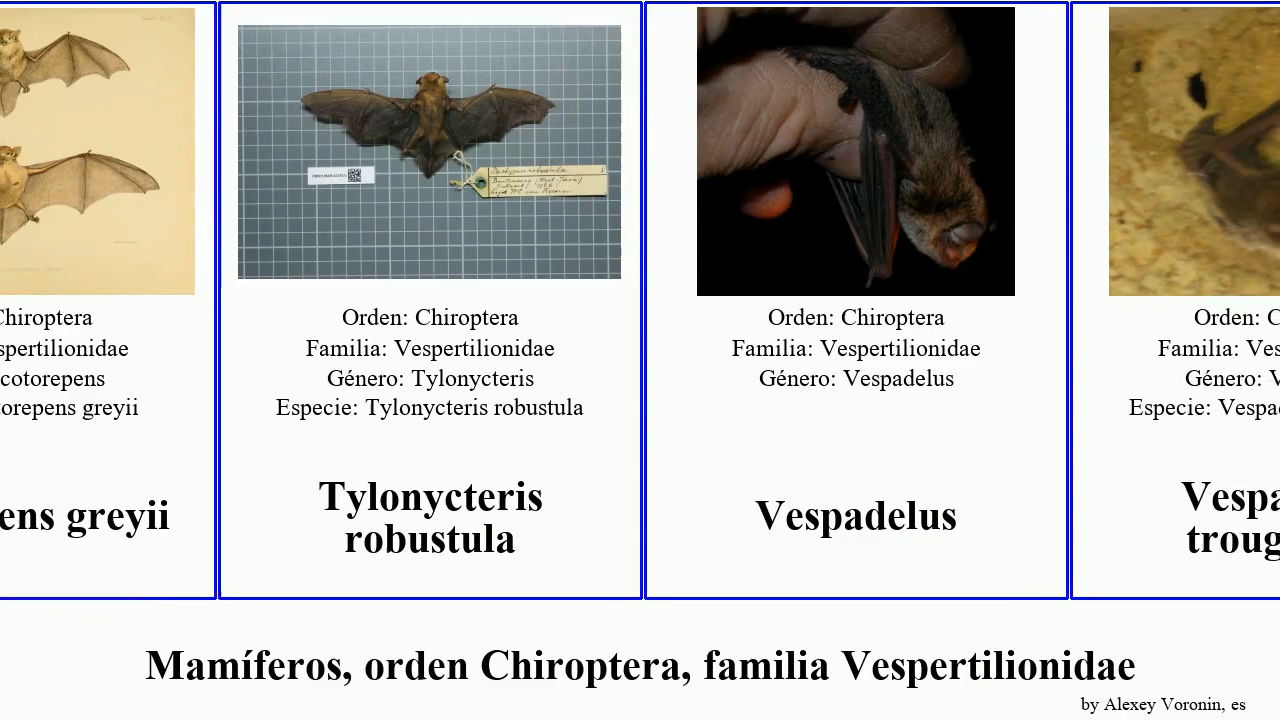 Chiroptera
spertilionidae
cotorepens
torepens greyii
ens greyii
Orden: Chiroptera
Familia: Vespertilionidae
Género: Tylonycteris
Especie: Tylonycteris robustula
Tylonycteris
robustula
Orden: Chiroptera
Familia: Vespertilionidae
Género: Vespadelus
Vespadelus
Orden: C
Familia: Ves
Género: V
Especie: Vespa
Vespa
troug
Mamíferos, orden Chiroptera, familia Vespertilionidae
by Alexey Voronin, es